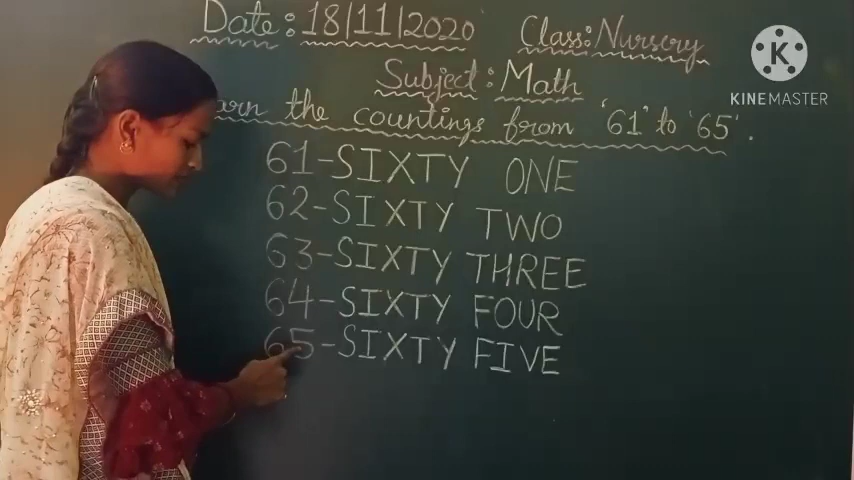 Date: 18/11/2020 Class: Nursery
Subject: Math
arn the countings from '61' to '65'.
61-SIXTY ONE
62-SIXTY TWO
63-SIXTY THREE
64-SIXTY FOUR
65-SIXTY FIVE
K
KINEMASTER